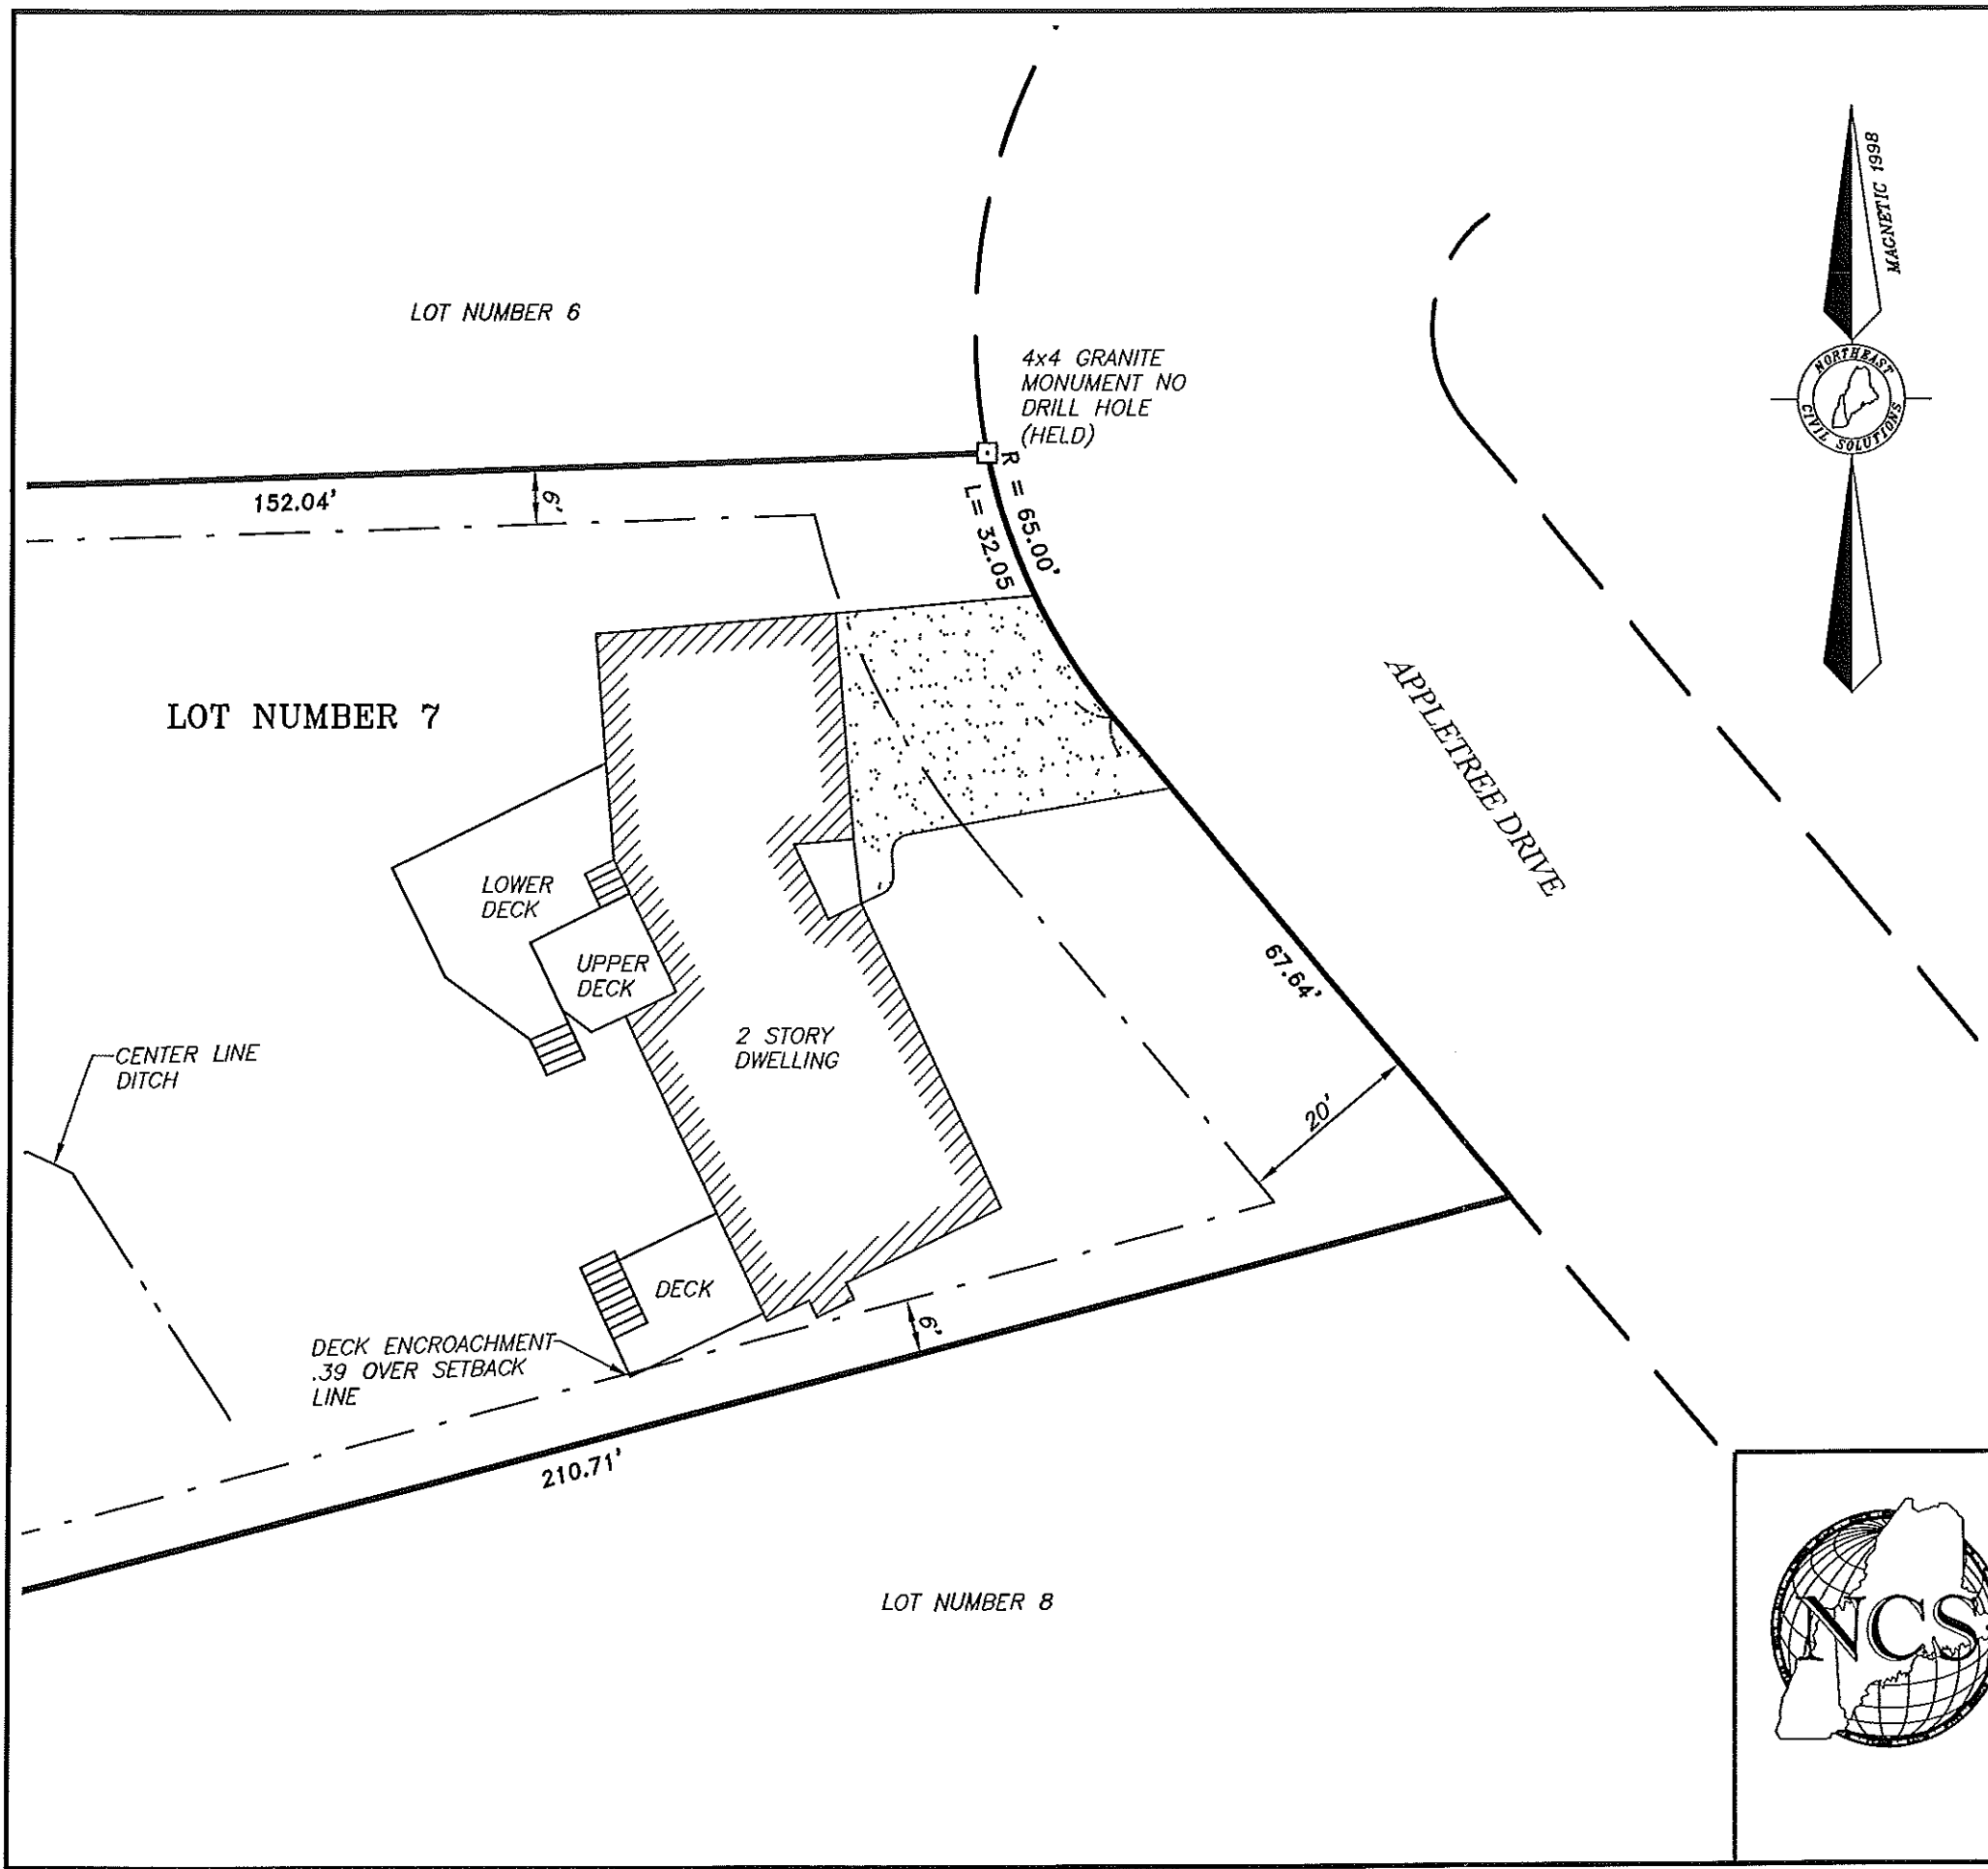 MAGNETIC 1998
NORTHEAST
CIVIL SOLUTIONS
LOT NUMBER 6
4x4 GRANITE
MONUMENT NO
DRILL HOLE
(HELD)
152.04'
6'
R = 65.00'
L= 32.05
LOT NUMBER 7
APPLETREE DRIVE
LOWER
DECK
UPPER
DECK
67.64'
2 STORY
DWELLING
CENTER LINE
DITCH
20'
DECK
6'
DECK ENCROACHMENT
.39 OVER SETBACK
LINE
210.71'
LOT NUMBER 8
NCS